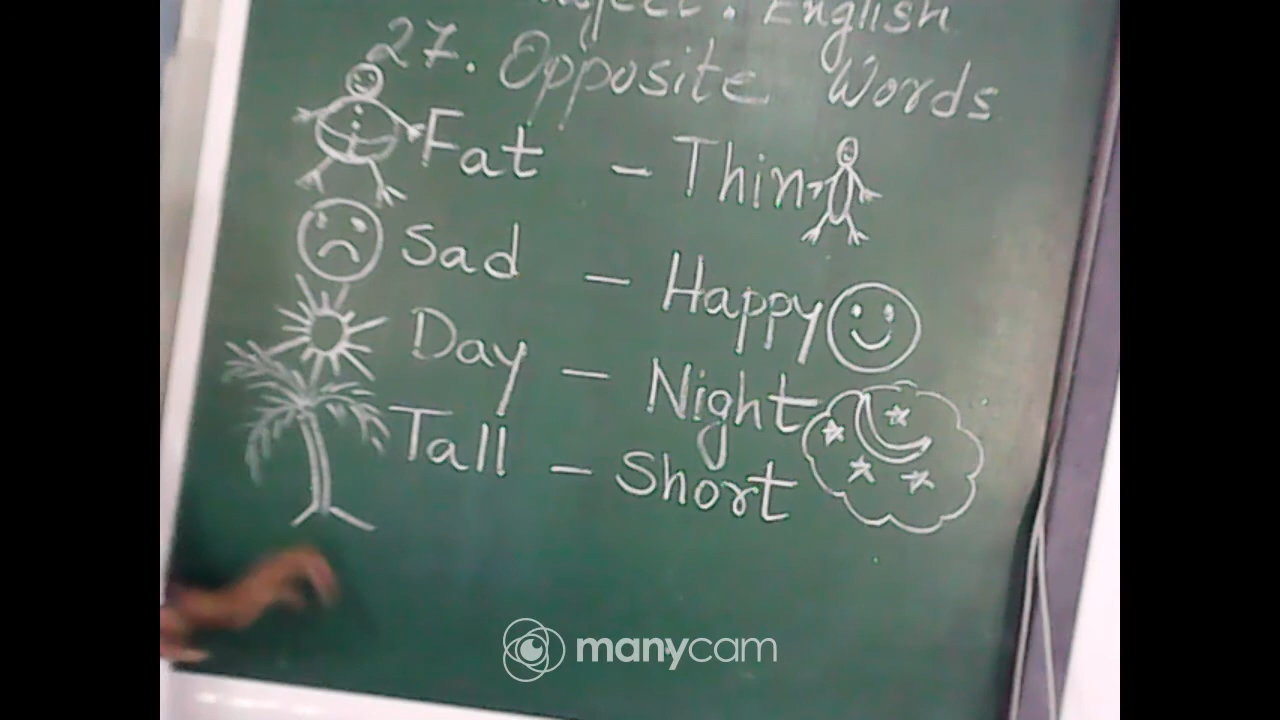 English
27. Opposite Words
Fat - Thin
Sad - Happy
Day - Night
Tall - Short
manycam